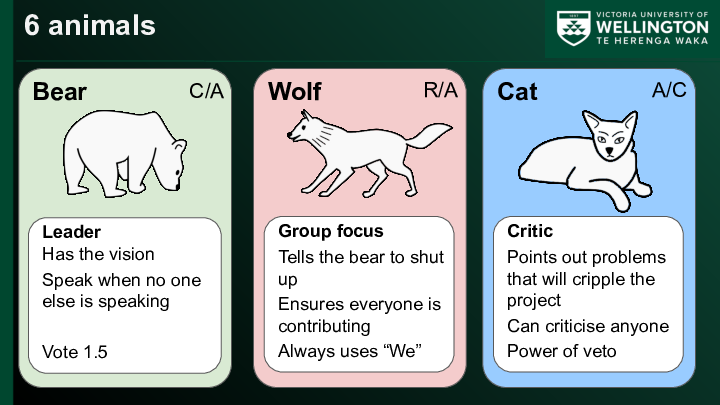 6 animals
VICTORIA UNIVERSITY OF
WELLINGTON
TE HERENGA WAKA
Bear
C/A
Leader
Has the vision
Speak when no one
else is speaking
Vote 1.5
Wolf
R/A
Group focus
Tells the bear to shut
up
Ensures everyone is
contributing
Always uses “We”
Cat
A/C
Critic
Points out problems
that will cripple the
project
Can criticise anyone
Power of veto